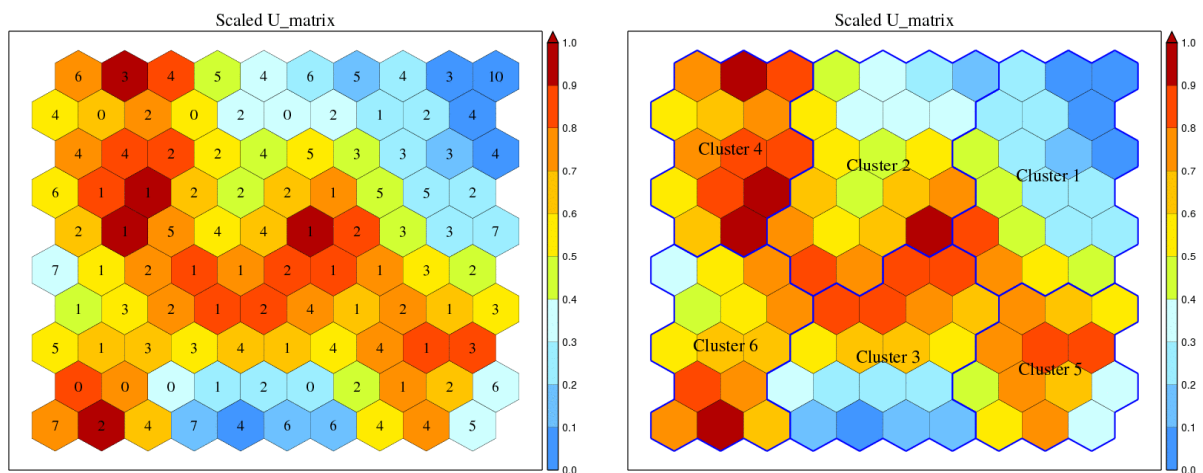 Scaled U_matrix
6 3 4 5 4 6 5 4 3 10
4 0 2 0 2 0 2 1 2 4
4 4 2 2 4 5 3 3 3 4
6 1 1 2 2 2 1 5 5 2
2 1 5 4 4 1 2 3 3 7
7 1 2 1 1 2 1 1 3 2
1 3 2 1 2 4 1 2 1 3
5 1 3 3 4 1 4 4 1 3
0 0 0 1 2 0 2 1 2 6
7 2 4 7 4 6 6 4 4 5
1.0
0.9
0.8
0.7
0.6
0.5
0.4
0.3
0.2
0.1
0.0
Scaled U_matrix
Cluster 4
Cluster 2
Cluster 1
Cluster 6
Cluster 3
Cluster 5
1.0
0.9
0.8
0.7
0.6
0.5
0.4
0.3
0.2
0.1
0.0